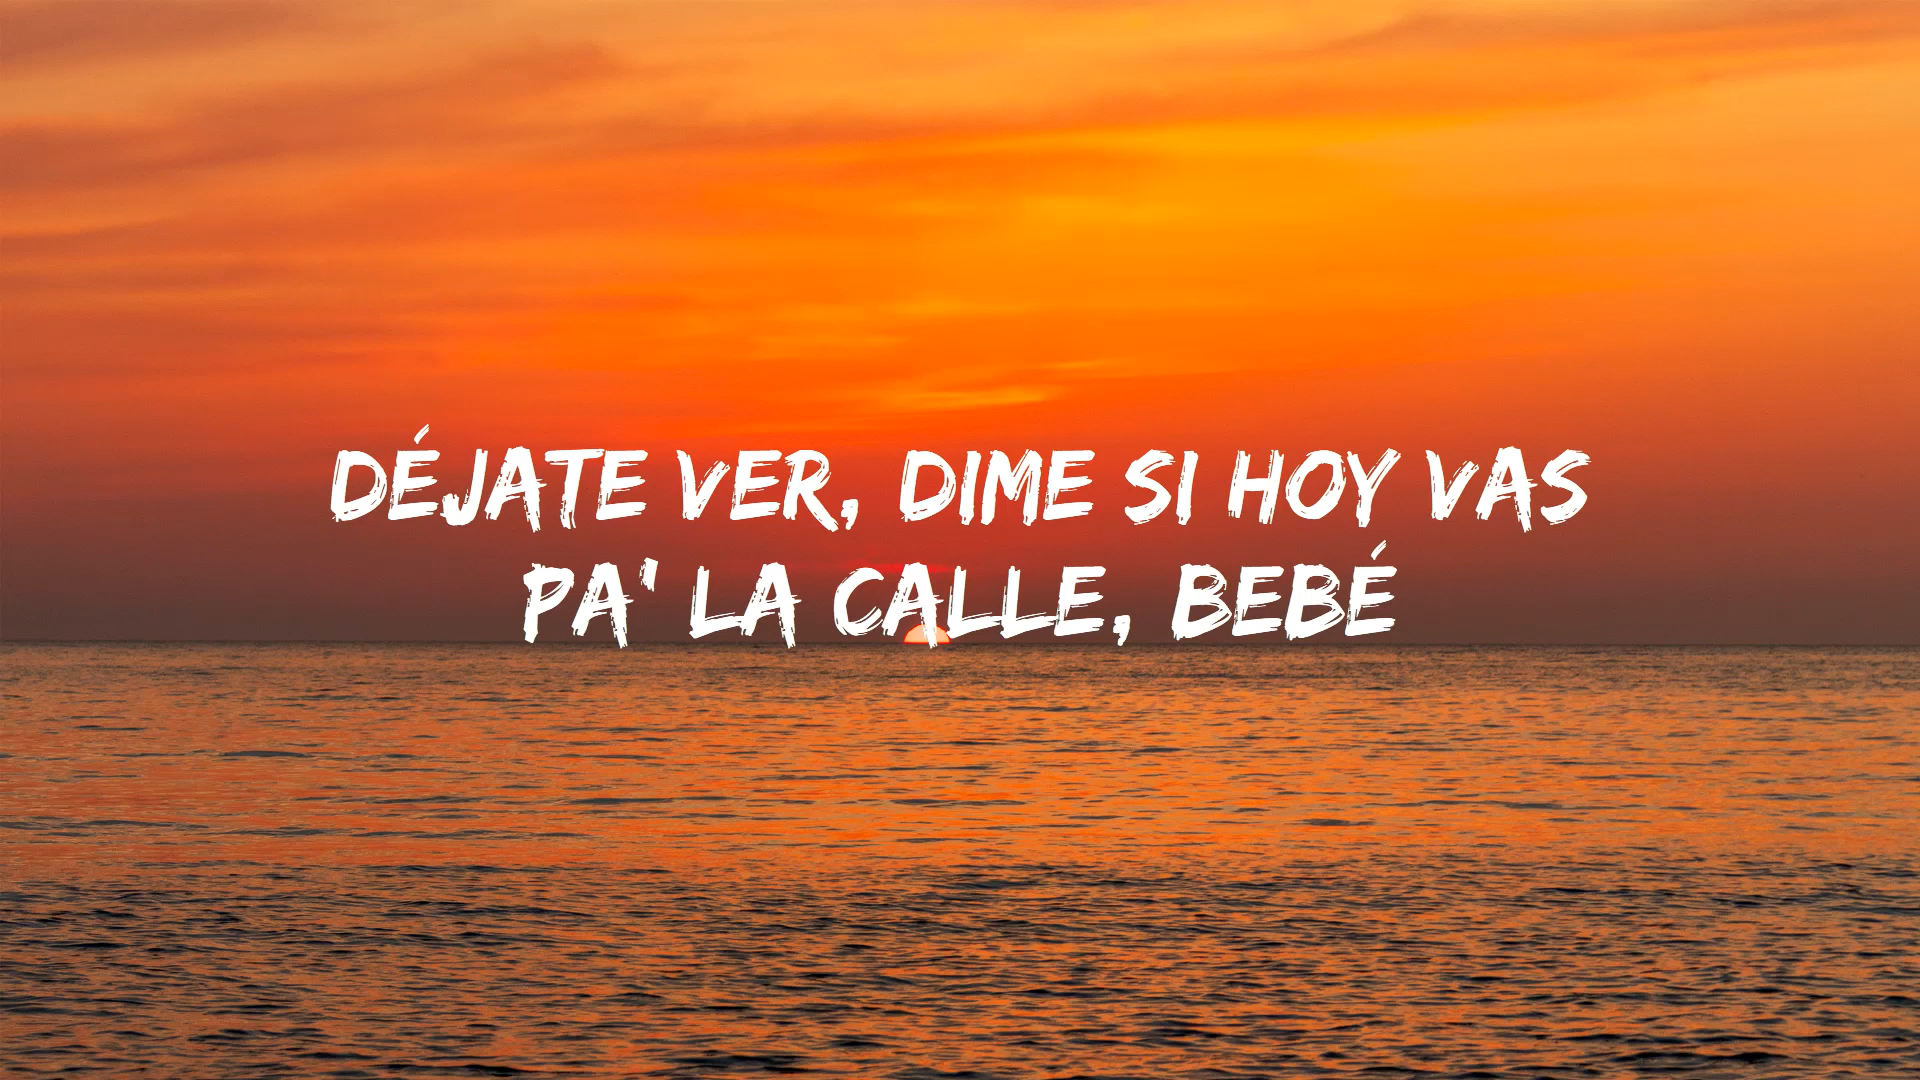 DÉJATE VER, DIME SI HOY VAS
PA' LA CALLE, BEBÉ